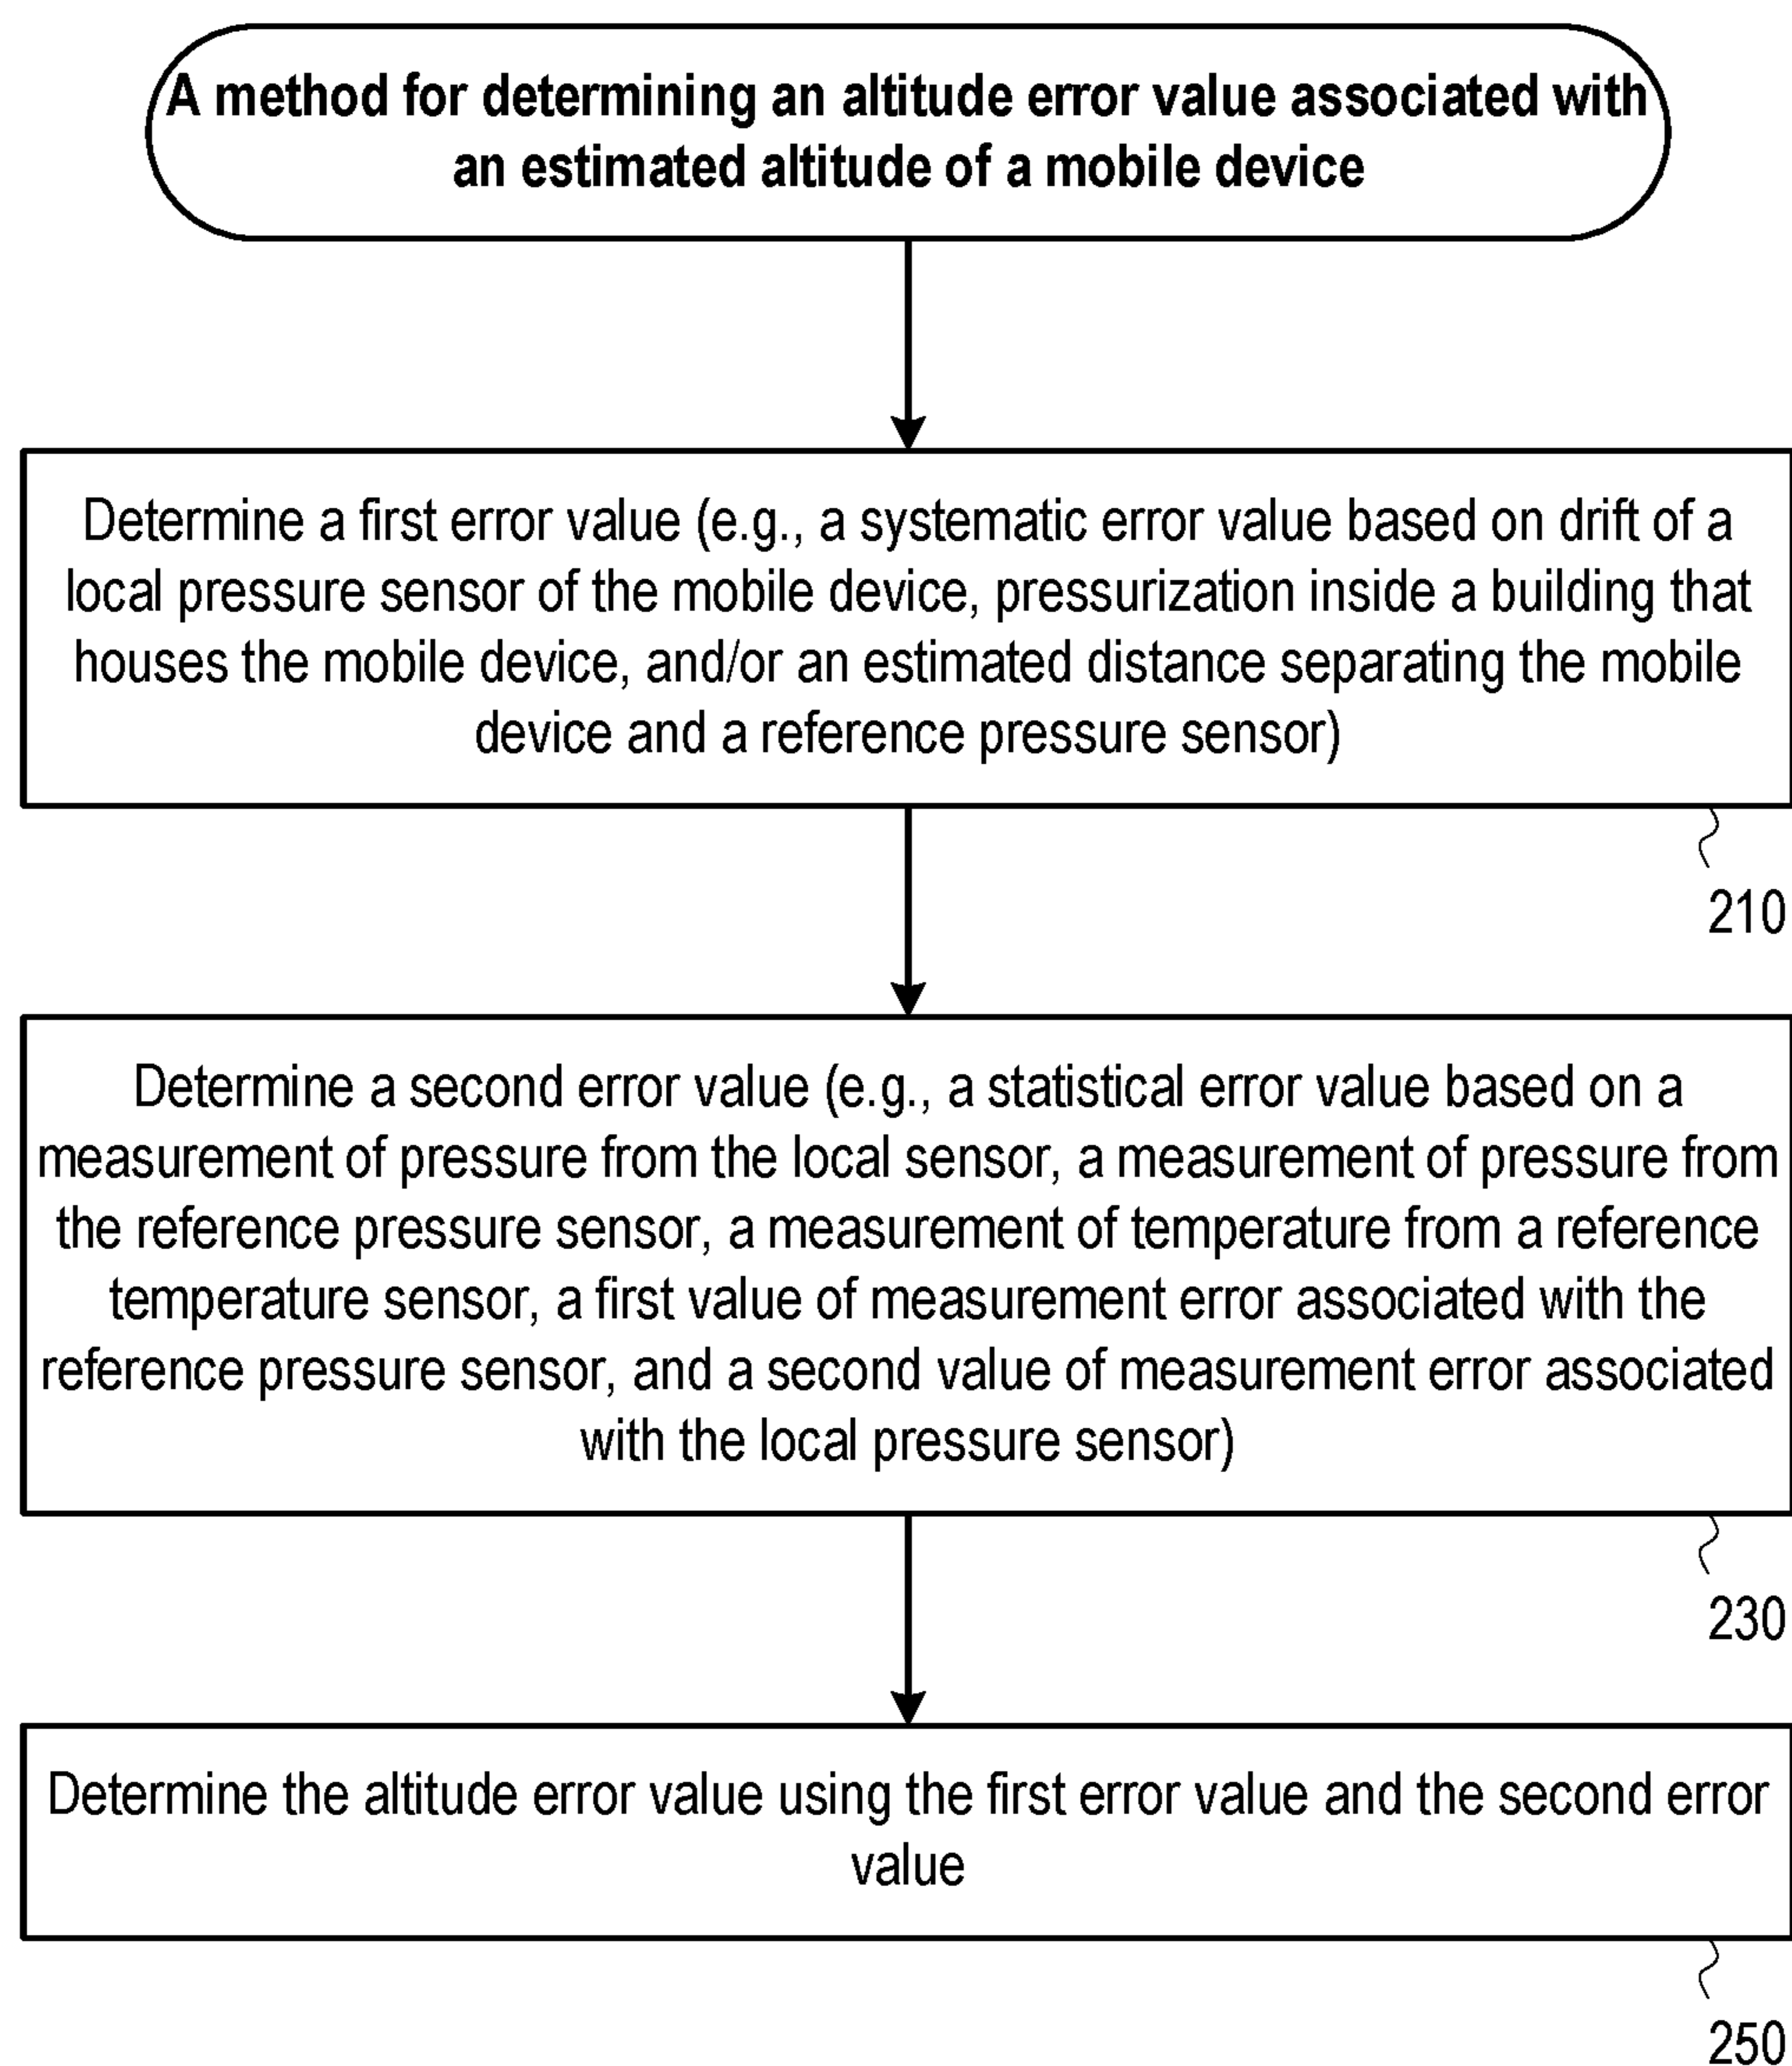 A method for determining an altitude error value associated with
an estimated altitude of a mobile device
Determine a first error value (e.g., a systematic error value based on drift of a
local pressure sensor of the mobile device, pressurization inside a building that
houses the mobile device, and/or an estimated distance separating the mobile
device and a reference pressure sensor)
210
Determine a second error value (e.g., a statistical error value based on a
measurement of pressure from the local sensor, a measurement of pressure from
the reference pressure sensor, a measurement of temperature from a reference
temperature sensor, a first value of measurement error associated with the
reference pressure sensor, and a second value of measurement error associated
with the local pressure sensor)
230
Determine the altitude error value using the first error value and the second error
value
250